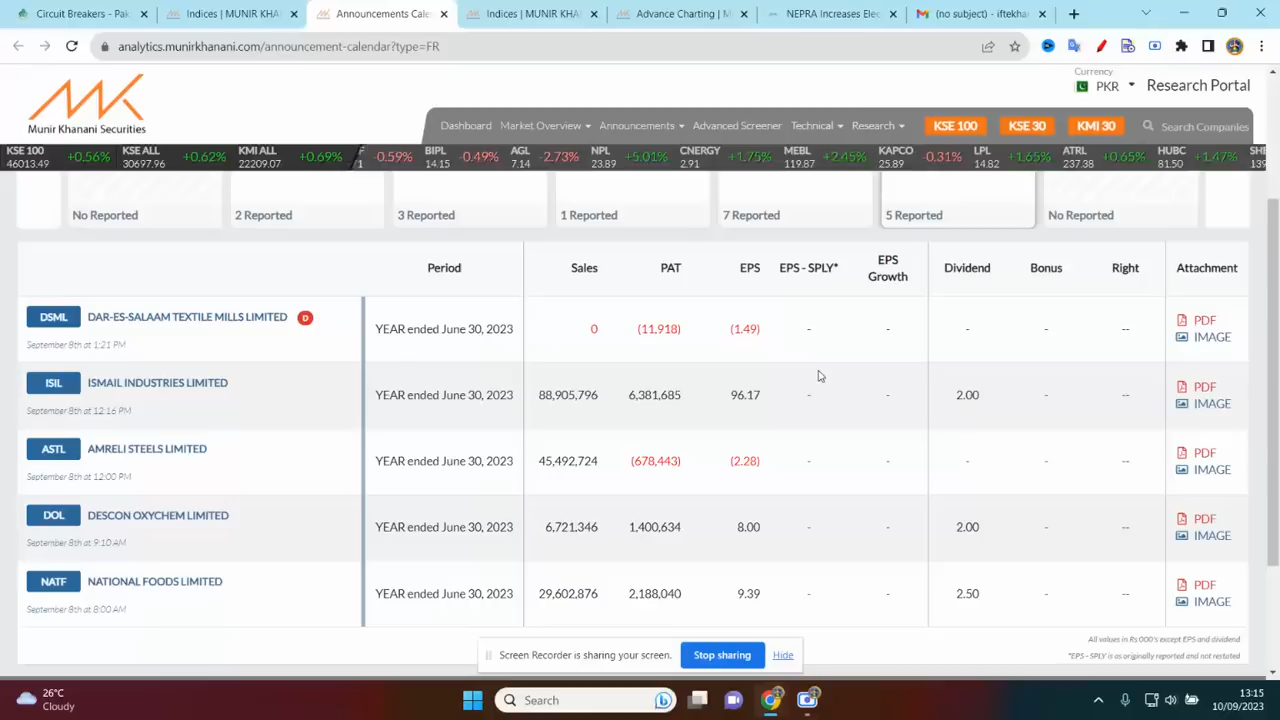 Circuit Breakers - Pak
Indices | MUNIR KHA
Announcements Cal
Indices | MUNIR KHA
Advance Charting | M
NEPRA Increases Elec
(no subject) - iftekha
analytics.munirkhanani.com/announcement-calendar?type=FR
Currency
PKR
Research Portal
Munir Khanani Securities
Dashboard Market Overview Announcements Advanced Screener Technical Research KSE 100 KSE 30 KMI 30 Search Companies
KSE 100 46013.49 +0.56% KSE ALL 30697.96 +0.62% KMI ALL 22209.07 +0.69% -0.59% BIPL 14.15 -0.49% AGL 7.14 -2.73% NPL 23.89 +5.01% CNERGY 2.91 +1.75% MEBL 119.87 +2.45% KAPCO 25.89 -0.31% LPL 14.82 +1.65% ATRL 237.38 +0.65% HUBC 81.50 +1.47%
No Reported 2 Reported 3 Reported 1 Reported 7 Reported 5 Reported No Reported
Period Sales PAT EPS EPS - SPLY* EPS Growth Dividend Bonus Right Attachment
DSML DAR-ES-SALAAM TEXTILE MILLS LIMITED D
September 8th at 1:21 PM
YEAR ended June 30, 2023 0 (11,918) (1.49) - - - - -- PDF
IMAGE
ISIL ISMAIL INDUSTRIES LIMITED
September 8th at 12:16 PM
YEAR ended June 30, 2023 88,905,796 6,381,685 96.17 - - 2.00 - -- PDF
IMAGE
ASTL AMRELI STEELS LIMITED
September 8th at 12:00 PM
YEAR ended June 30, 2023 45,492,724 (678,443) (2.28) - - - - -- PDF
IMAGE
DOL DESCON OXYCHEM LIMITED
September 8th at 9:10 AM
YEAR ended June 30, 2023 6,721,346 1,400,634 8.00 - - 2.00 - -- PDF
IMAGE
NATF NATIONAL FOODS LIMITED
September 8th at 8:00 AM
YEAR ended June 30, 2023 29,602,876 2,188,040 9.39 - - 2.50 - -- PDF
IMAGE
All values in Rs'000's except EPS and dividend
*EPS - SPLY is as originally reported and not restated
Screen Recorder is sharing your screen. Stop sharing Hide
26°C
Cloudy
Search
13:15
10/09/2023